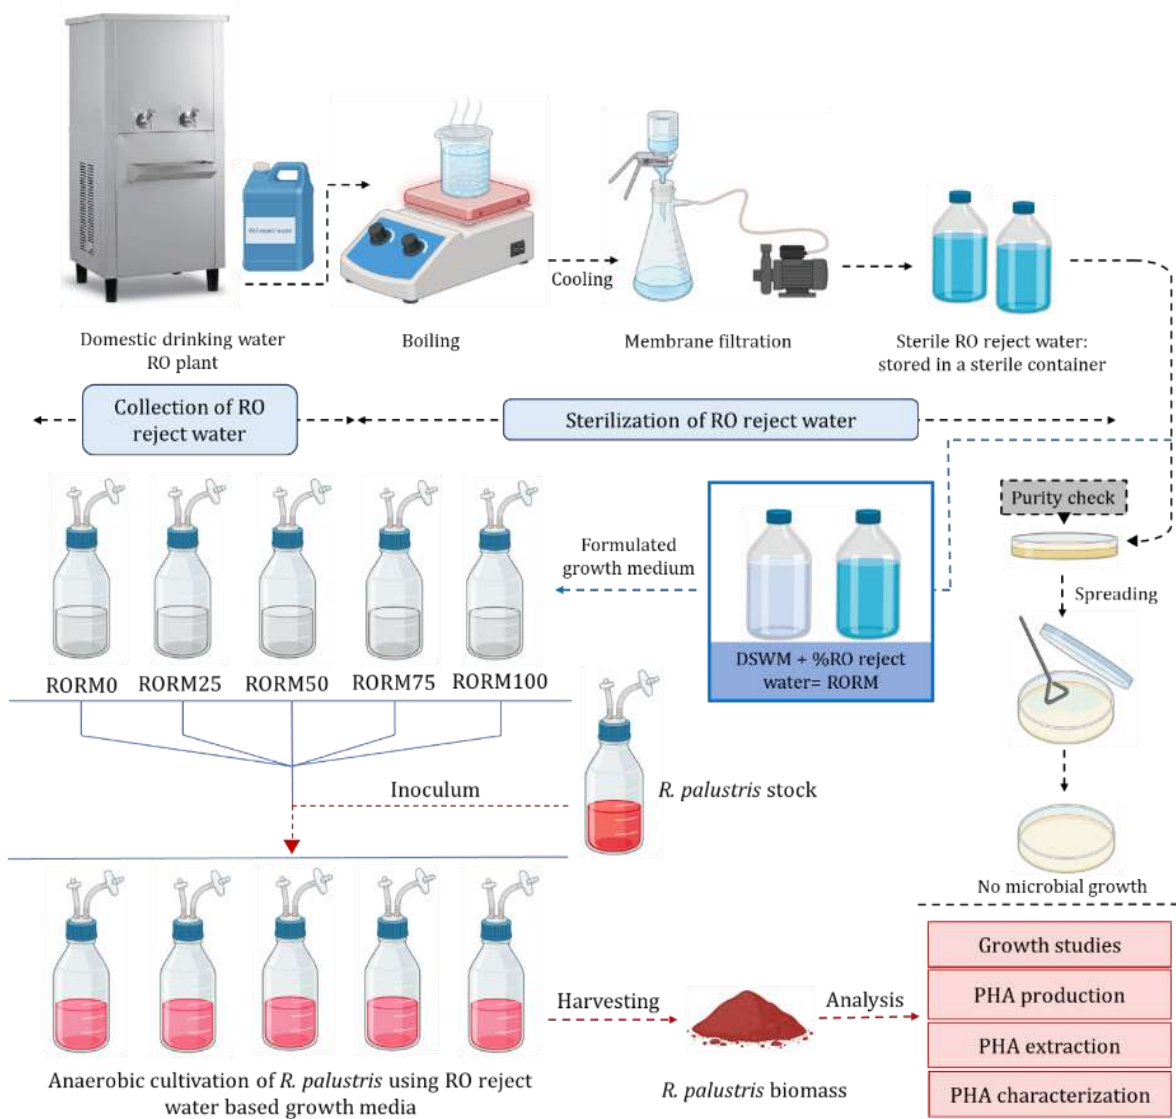 RO reject water
Domestic drinking water
RO plant
Boiling
Cooling
Membrane filtration
Sterile RO reject water:
stored in a sterile container
Collection of RO
reject water
Sterilization of RO reject water
Purity check
Spreading
No microbial growth
Formulated
growth medium
DSWM + %RO reject
water= RORM
RORM0
RORM25
RORM50
RORM75
RORM100
Inoculum
R. palustris stock
Anaerobic cultivation of R. palustris using RO reject
water based growth media
Harvesting
R. palustris biomass
Analysis
Growth studies
PHA production
PHA extraction
PHA characterization